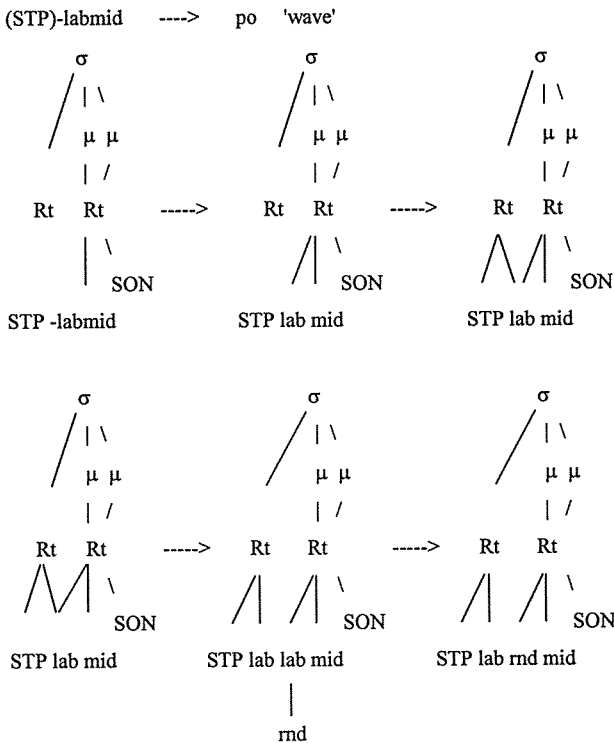 (STP)-labmid ----> po 'wave'
σ σ σ
μ μ μ μ μ μ
Rt Rt -----> Rt Rt -----> Rt Rt
SON SON SON
STP -labmid STP lab mid STP lab mid
σ σ σ
μ μ μ μ μ μ
Rt Rt -----> Rt Rt -----> Rt Rt
SON SON SON
STP lab mid STP lab lab mid STP lab rnd mid
rnd